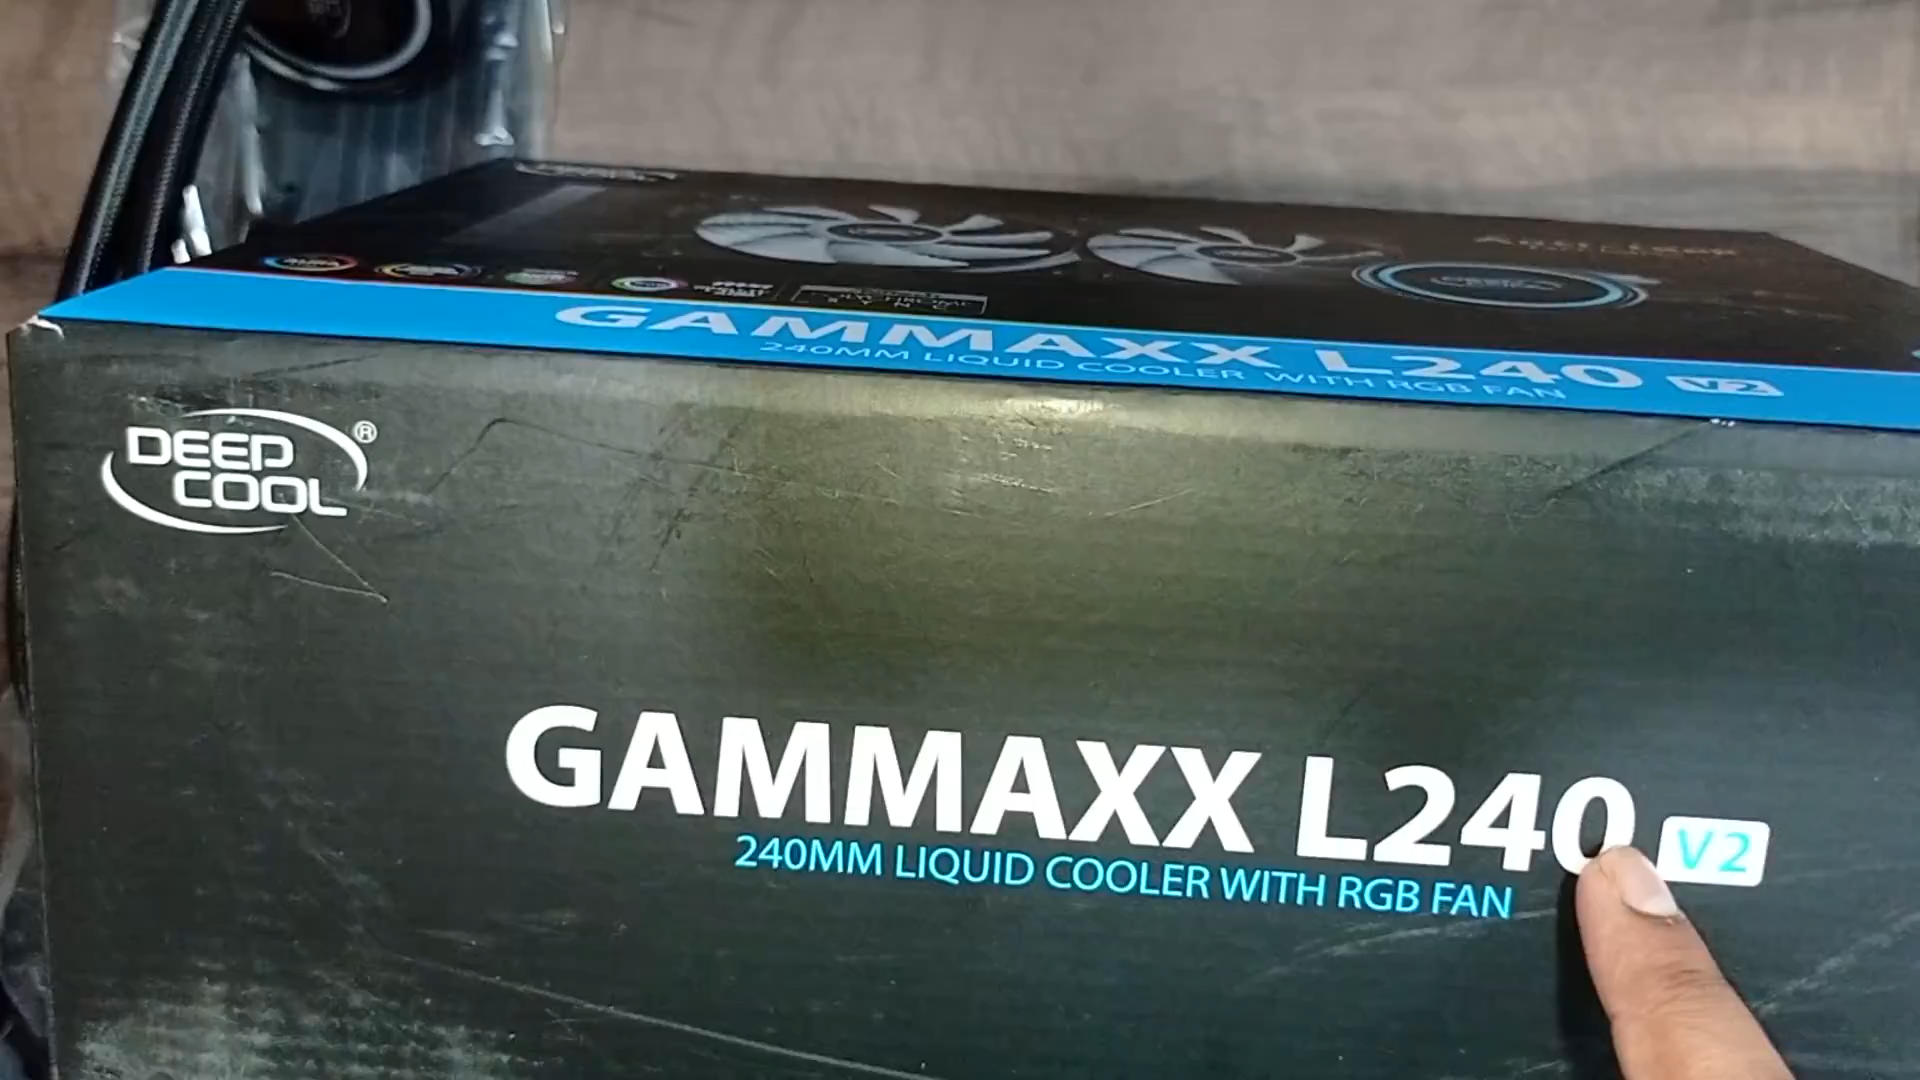 GAMMAXX L240 V2
240MM LIQUID COOLER WITH RGB FAN
DEEP
COOL®
GAMMAXX L240 V2
240MM LIQUID COOLER WITH RGB FAN